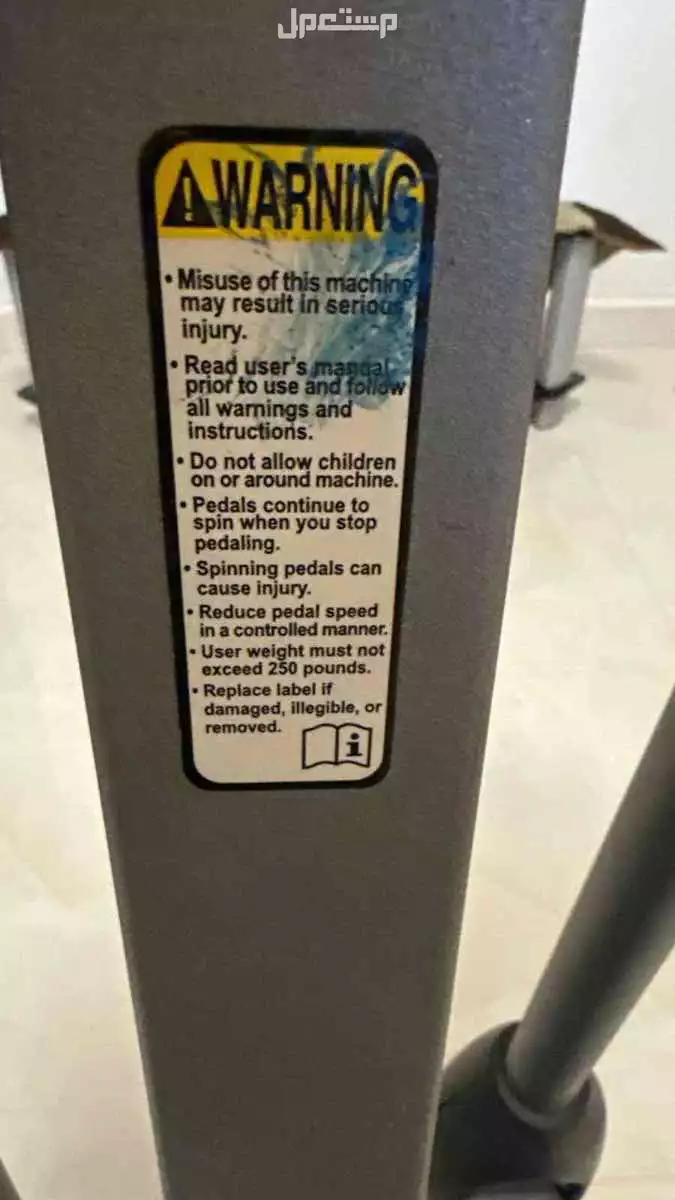 مستعمل
WARNING
• Misuse of this machine
may result in serious
injury.
• Read user's manual
prior to use and follow
all warnings and
instructions.
• Do not allow children
on or around machine.
• Pedals continue to
spin when you stop
pedaling.
• Spinning pedals can
cause injury.
• Reduce pedal speed
in a controlled manner.
• User weight must not
exceed 250 pounds.
• Replace label if
damaged, illegible, or
removed.
i